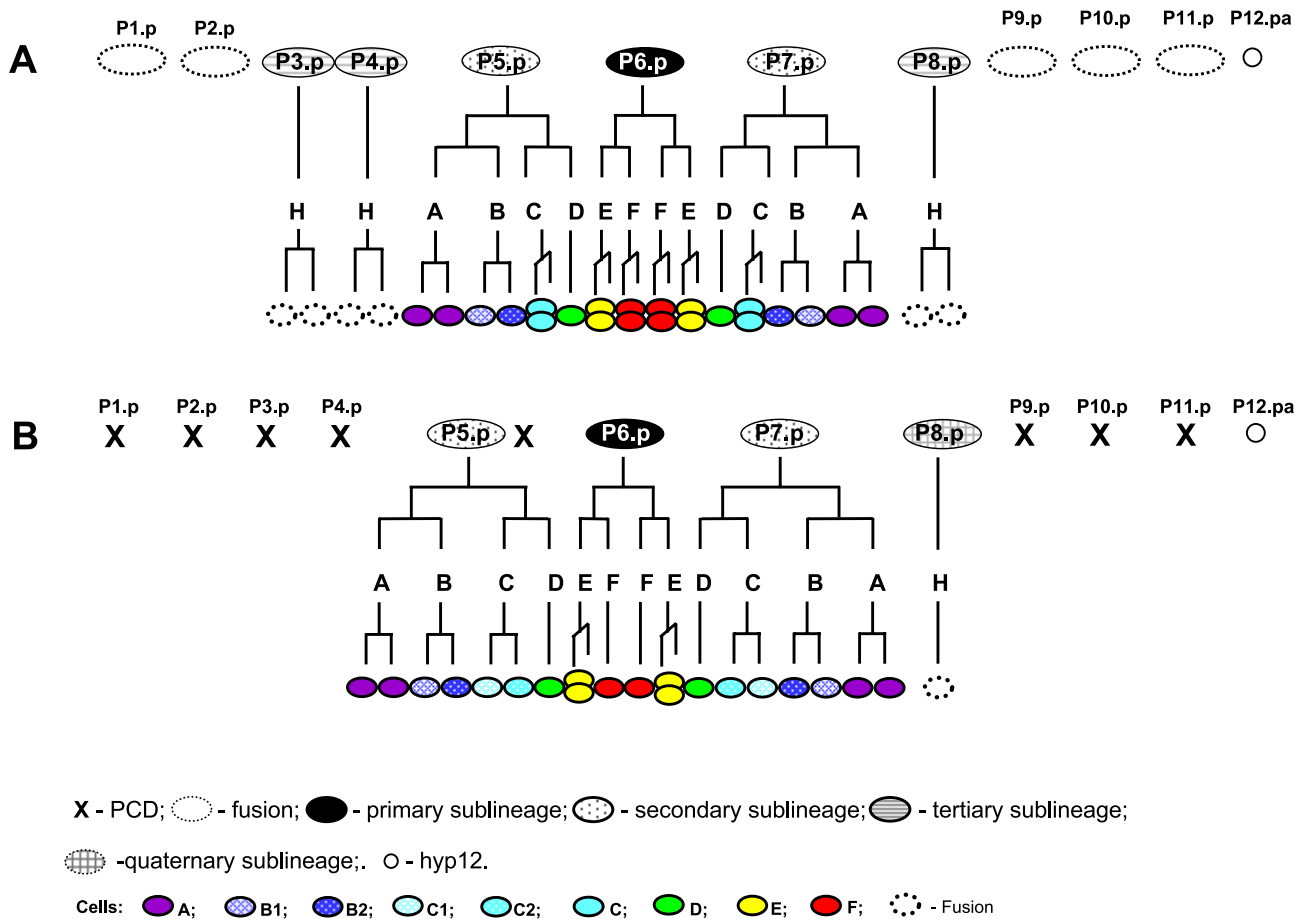 P1.p P2.p P9.p P10.p P11.p P12.pa
A P3.p P4.p P5.p P6.p P7.p P8.p
H H A B C D E F F E D C B A H
P1.p P2.p P3.p P4.p P9.p P10.p P11.p P12.pa
B X X X X P5.p X P6.p P7.p P8.p X X X
A B C D E F F E D C B A H
X - PCD; - fusion; - primary sublineage; - secondary sublineage; - tertiary sublineage;
-quaternary sublineage;. - hyp12.
Cells: A; B1; B2; C1; C2; C; D; E; F; - Fusion